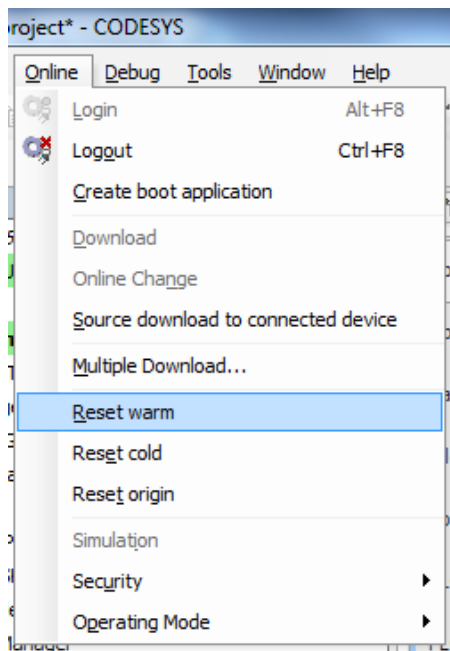 roject* - CODESYS
Online Debug Tools Window Help
Login Alt+F8
Logout Ctrl+F8
Create boot application
Download
Online Change
Source download to connected device
Multiple Download...
Reset warm
Reset cold
Reset origin
Simulation
Security
Operating Mode